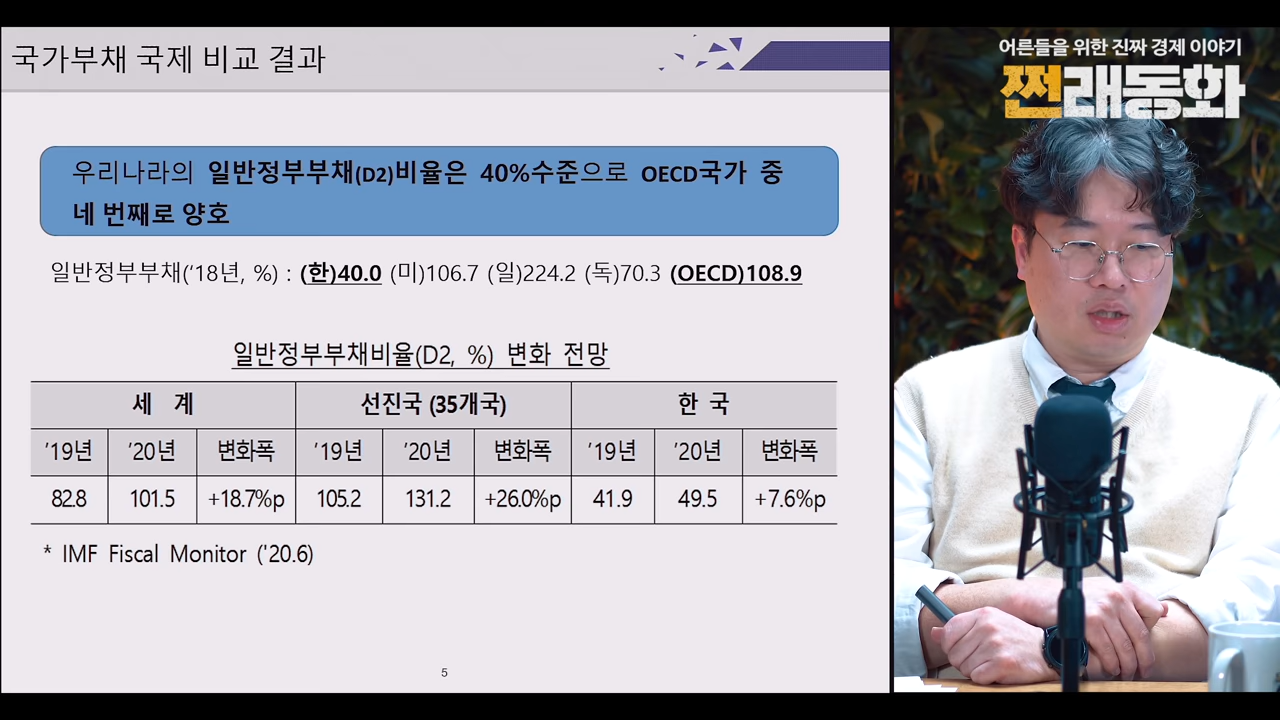 국가부채 국제 비교 결과
어른들을 위한 진짜 경제 이야기
쩐래동화
우리나라의 일반정부부채(D2)비율은 40%수준으로 OECD국가 중
네 번째로 양호
일반정부부채('18년, %) : (한)40.0 (미)106.7 (일)224.2 (독)70.3 (OECD)108.9
일반정부부채비율(D2, %) 변화 전망
세 계 선진국 (35개국) 한 국
'19년 '20년 변화폭 '19년 '20년 변화폭 '19년 '20년 변화폭
82.8 101.5 +18.7%p 105.2 131.2 +26.0%p 41.9 49.5 +7.6%p
* IMF Fiscal Monitor ('20.6)
5